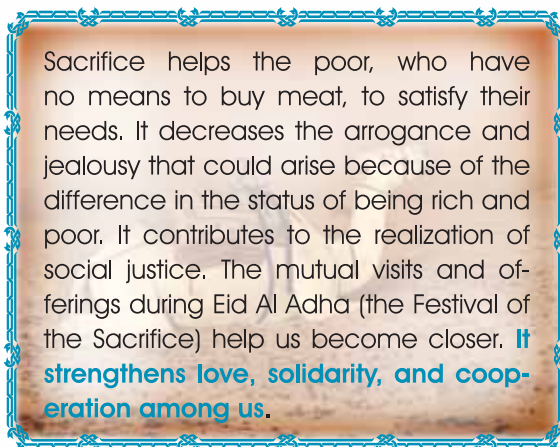 Sacrifice helps the poor, who have
no means to buy meat, to satisfy their
needs. It decreases the arrogance and
jealousy that could arise because of the
difference in the status of being rich and
poor. It contributes to the realization of
social justice. The mutual visits and of-
ferings during Eid Al Adha (the Festival of
the Sacrifice) help us become closer. It
strengthens love, solidarity, and coop-
eration among us.